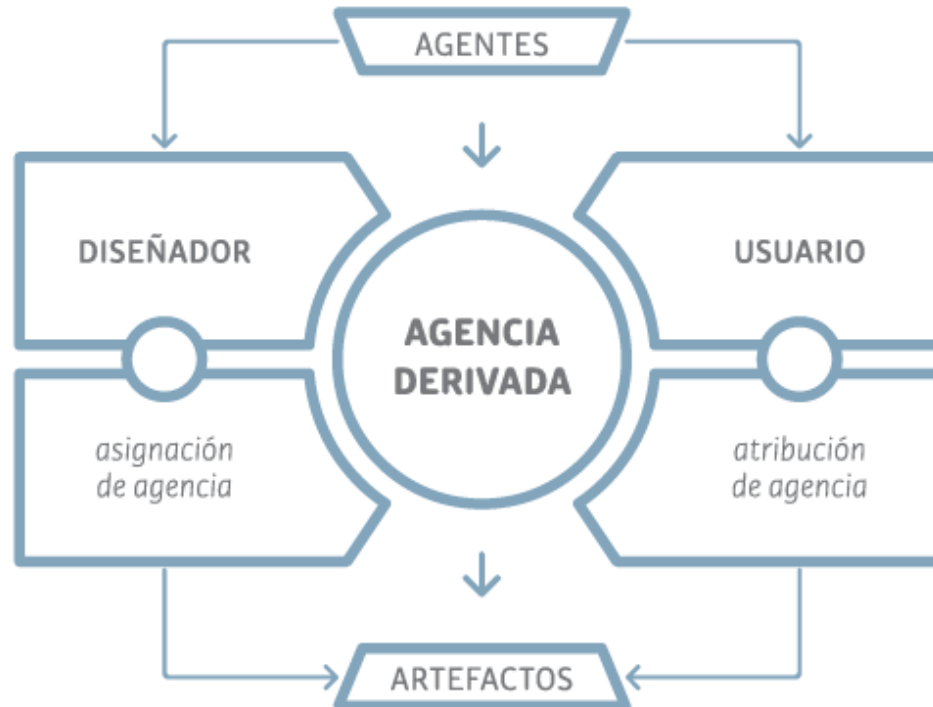 AGENTES
DISEÑADOR
USUARIO
AGENCIA
DERIVADA
asignación
de agencia
atribución
de agencia
ARTEFACTOS